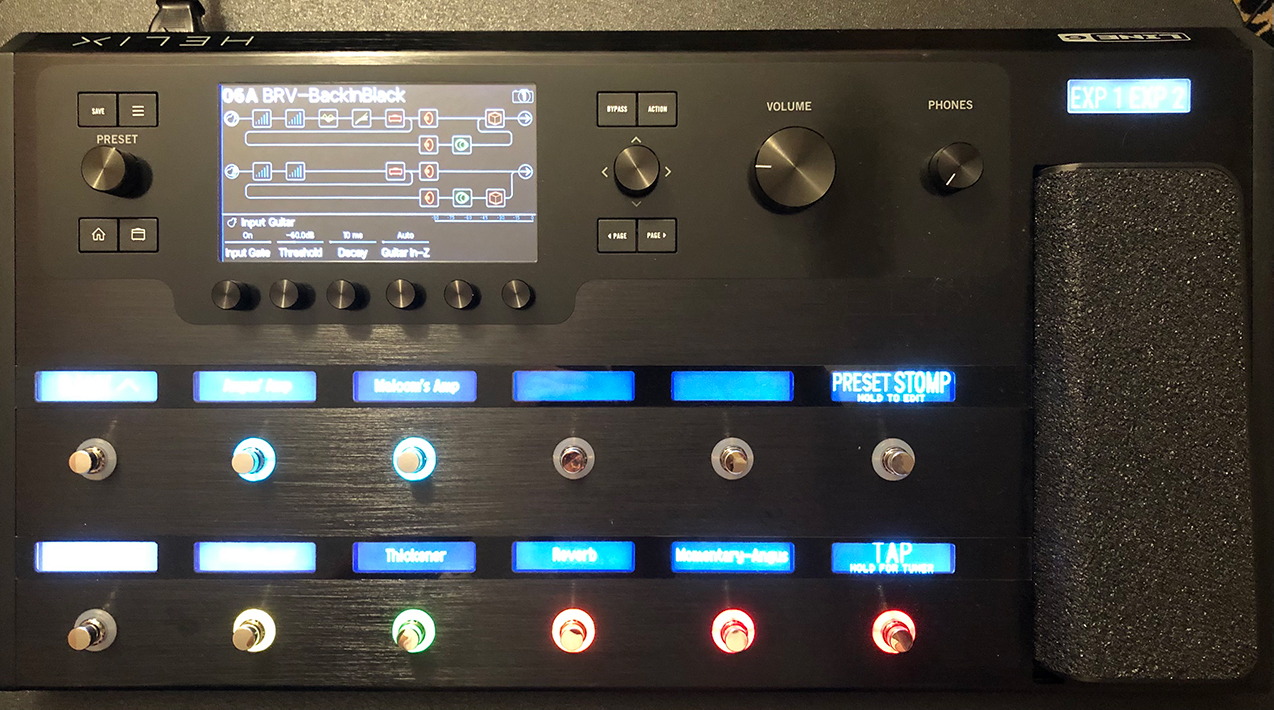 HELIX
LINE 6
06A BRV-BackInBlack
EXP 1 EXP 2
SAVE
BYPASS
ACTION
VOLUME
PHONES
PRESET
Input Guitar
On
-60.0dB
10 ms
Auto
Input Gate
Threshold
Decay
Guitar In-Z
PAGE
PAGE
Angus' Amp
Malcom's Amp
PRESET STOMP
HOLD TO EDIT
Thickener
Reverb
Momentary-Angus
TAP
HOLD FOR TUNER